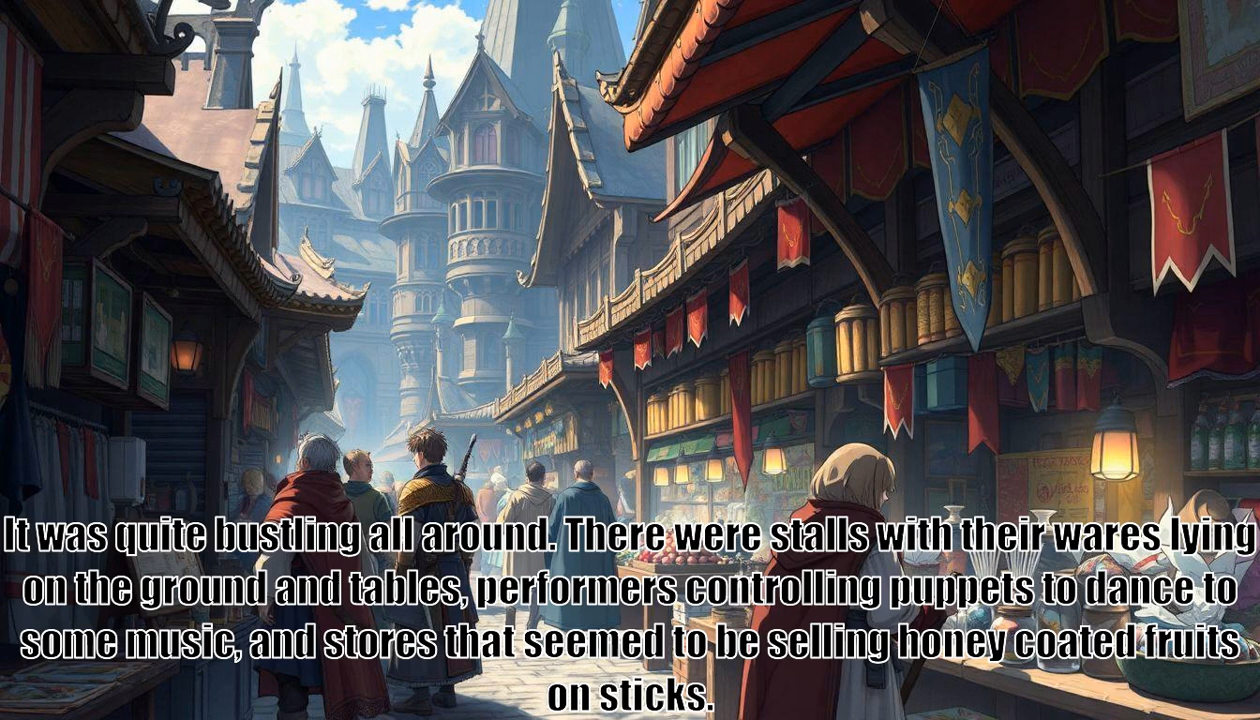 It was quite bustling all around. There were stalls with their wares lying
on the ground and tables, performers controlling puppets to dance to
some music, and stores that seemed to be selling honey coated fruits
on sticks.